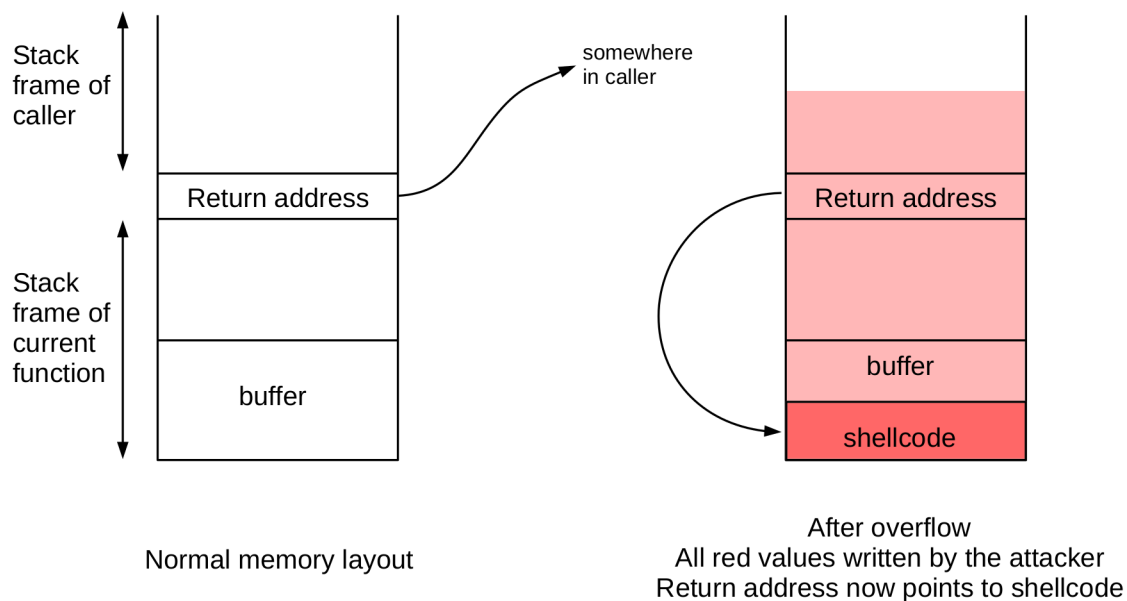 Stack
frame of
caller
somewhere
in caller
Return address
Stack
frame of
current
function
buffer
Normal memory layout
Return address
buffer
shellcode
After overflow
All red values written by the attacker
Return address now points to shellcode